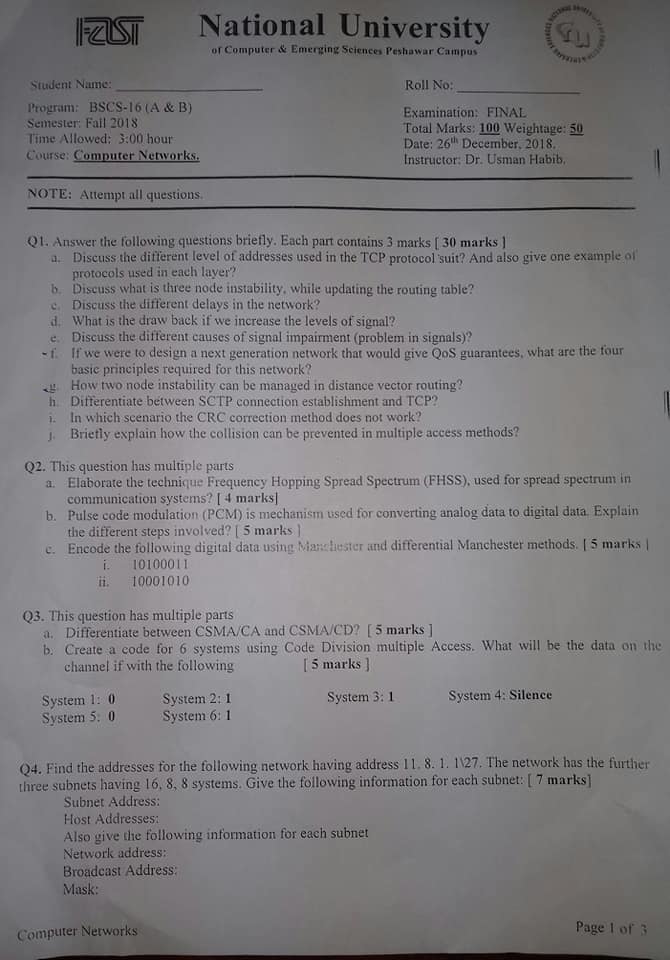 FAST
National University
of Computer & Emerging Sciences Peshawar Campus
Student Name:
Roll No:
Program: BSCS-16 (A & B)
Examination: FINAL
Semester: Fall 2018
Total Marks: 100 Weightage: 50
Time Allowed: 3:00 hour
Date: 26th December, 2018.
Course: Computer Networks.
Instructor: Dr. Usman Habib.
NOTE: Attempt all questions.
Q1. Answer the following questions briefly. Each part contains 3 marks [ 30 marks ]
a. Discuss the different level of addresses used in the TCP protocol suit? And also give one example of
protocols used in each layer?
b. Discuss what is three node instability, while updating the routing table?
c. Discuss the different delays in the network?
d. What is the draw back if we increase the levels of signal?
e. Discuss the different causes of signal impairment (problem in signals)?
f. If we were to design a next generation network that would give QoS guarantees, what are the four
basic principles required for this network?
g. How two node instability can be managed in distance vector routing?
h. Differentiate between SCTP connection establishment and TCP?
i. In which scenario the CRC correction method does not work?
j. Briefly explain how the collision can be prevented in multiple access methods?
Q2. This question has multiple parts
a. Elaborate the technique Frequency Hopping Spread Spectrum (FHSS), used for spread spectrum in
communication systems? [ 4 marks]
b. Pulse code modulation (PCM) is mechanism used for converting analog data to digital data. Explain
the different steps involved? [ 5 marks ]
c. Encode the following digital data using Manchester and differential Manchester methods. [ 5 marks ]
i. 10100011
ii. 10001010
Q3. This question has multiple parts
a. Differentiate between CSMA/CA and CSMA/CD? [ 5 marks ]
b. Create a code for 6 systems using Code Division multiple Access. What will be the data on the
channel if with the following [ 5 marks ]
System 1: 0 System 2: 1 System 3: 1 System 4: Silence
System 5: 0 System 6: 1
Q4. Find the addresses for the following network having address 11. 8. 1. 1\27. The network has the further
three subnets having 16, 8, 8 systems. Give the following information for each subnet: [ 7 marks]
Subnet Address:
Host Addresses:
Also give the following information for each subnet
Network address:
Broadcast Address:
Mask:
Computer Networks
Page 1 of 3